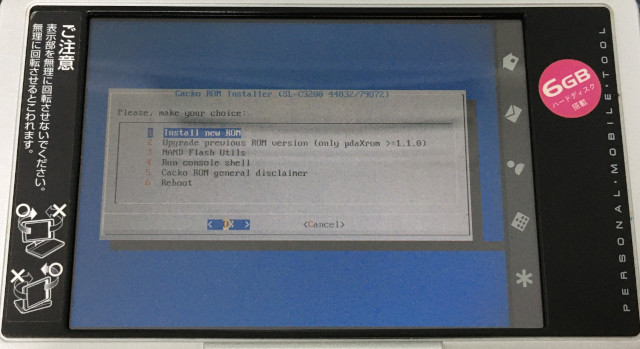 ご注意
表示部を無理に回転させないでください。
無理に回転させるとこわれます。
Cacko ROM Installer (SL-C3200 44032/79872)
Please, make your choice:
1 Install new ROM
2 Upgrade previous ROM version (only pdaXrom >=1.1.0)
3 NAND Flash Utils
4 Run console shell
5 Cacko ROM general disclaimer
6 Reboot
< OK >
<Cancel>
6GB
ハードディスク
搭載
PERSONAL・MOBILE・TOOL